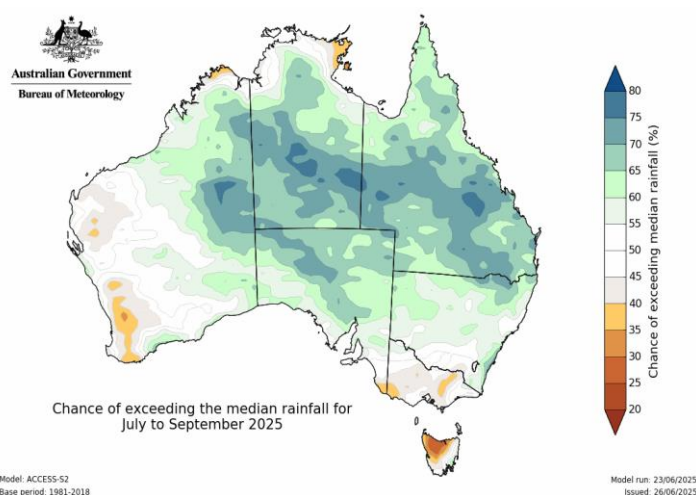 Australian Government
Bureau of Meteorology
80
75
70
65
60
55
50
45
40
35
30
25
20
Chance of exceeding median rainfall (%)
Chance of exceeding the median rainfall for
July to September 2025
Model: ACCESS-S2
Base period: 1981-2018
Model run: 23/06/2025
Issued: 26/06/2025